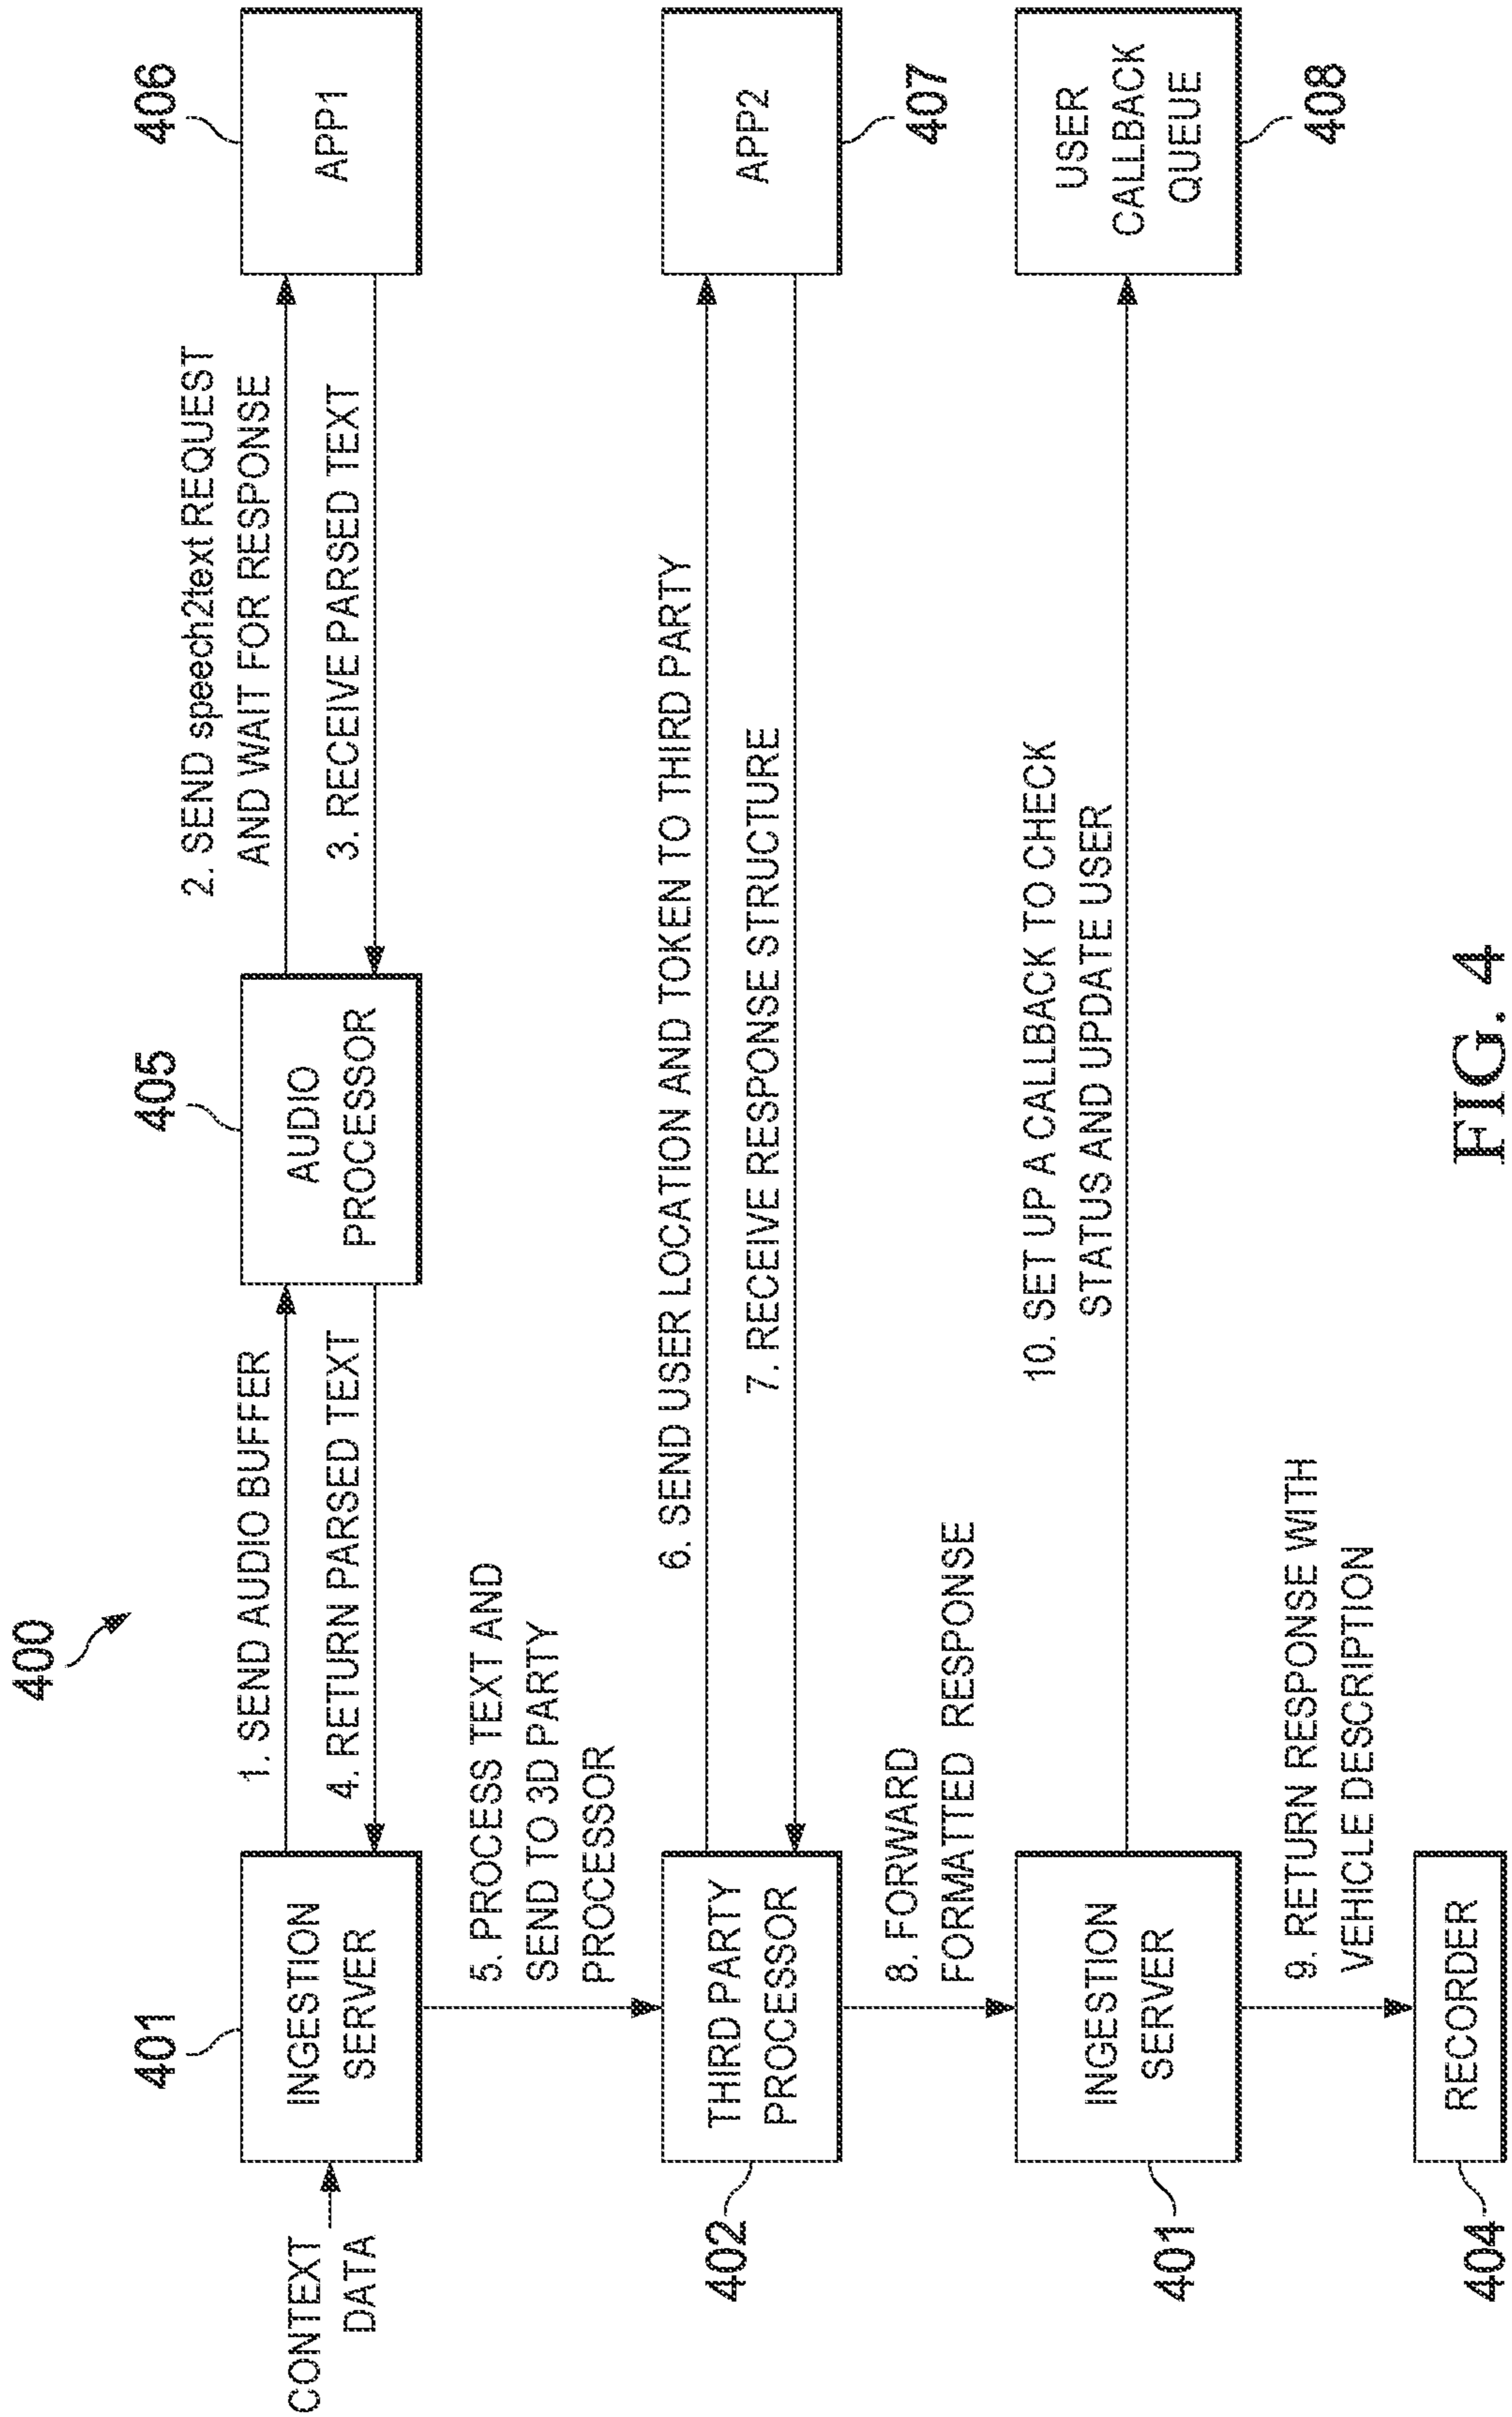 400
401
405
406
CONTEXT
DATA
INGESTION
SERVER
1. SEND AUDIO BUFFER
4. RETURN PARSED TEXT
AUDIO
PROCESSOR
2. SEND speech2text REQUEST
AND WAIT FOR RESPONSE
3. RECEIVE PARSED TEXT
APP1
5. PROCESS TEXT AND
SEND TO 3D PARTY
PROCESSOR
402
THIRD PARTY
PROCESSOR
6. SEND USER LOCATION AND TOKEN TO THIRD PARTY
7. RECEIVE RESPONSE STRUCTURE
APP2
407
8. FORWARD
FORMATTED RESPONSE
401
INGESTION
SERVER
10. SET UP A CALLBACK TO CHECK
STATUS AND UPDATE USER
USER
CALLBACK
QUEUE
408
9. RETURN RESPONSE WITH
VEHICLE DESCRIPTION
404
RECORDER
FIG. 4